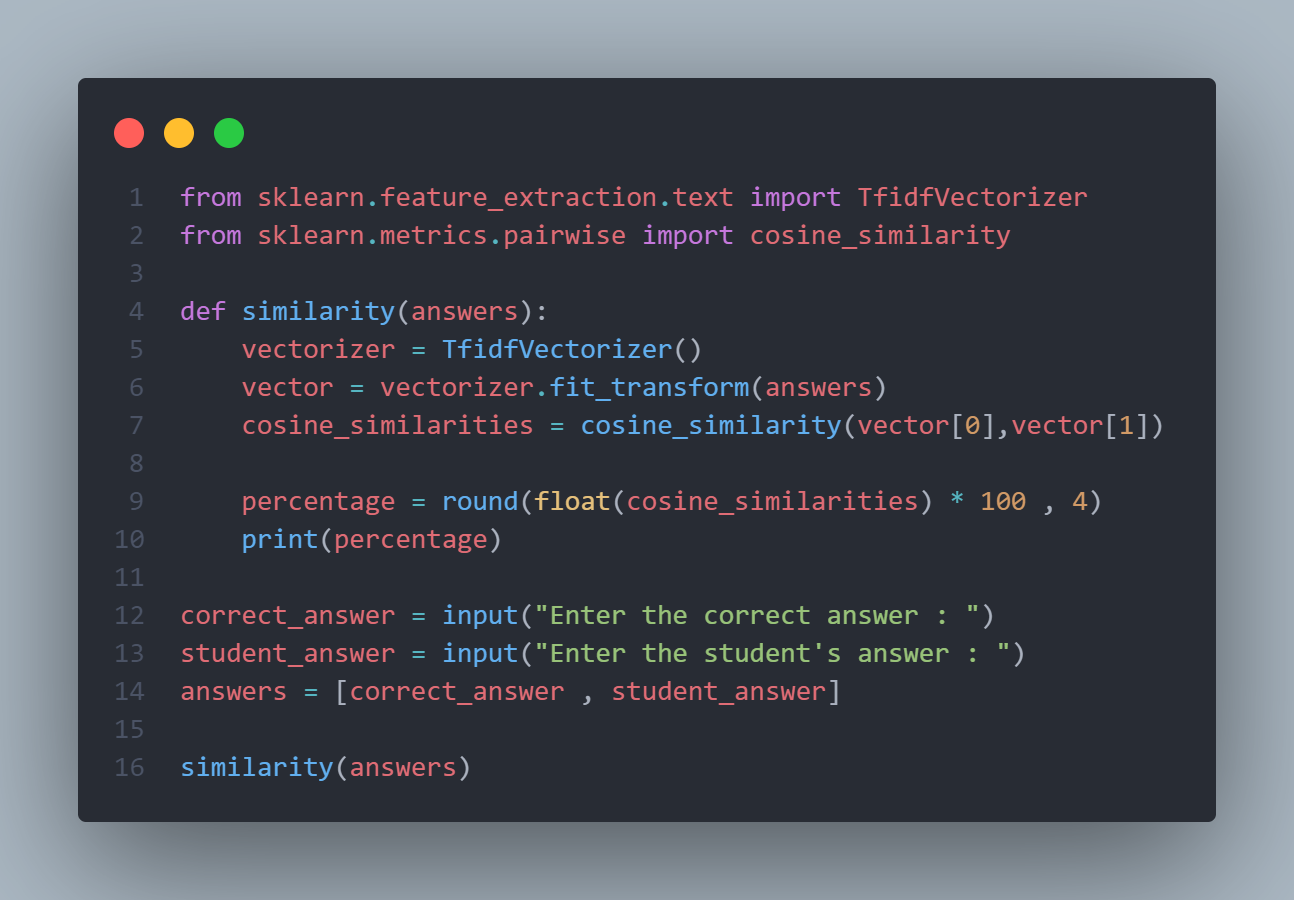 1 from sklearn.feature_extraction.text import TfidfVectorizer
2 from sklearn.metrics.pairwise import cosine_similarity
3
4 def similarity(answers):
5     vectorizer = TfidfVectorizer()
6     vector = vectorizer.fit_transform(answers)
7     cosine_similarities = cosine_similarity(vector[0],vector[1])
8
9     percentage = round(float(cosine_similarities) * 100 , 4)
10     print(percentage)
11
12 correct_answer = input("Enter the correct answer : ")
13 student_answer = input("Enter the student's answer : ")
14 answers = [correct_answer , student_answer]
15
16 similarity(answers)